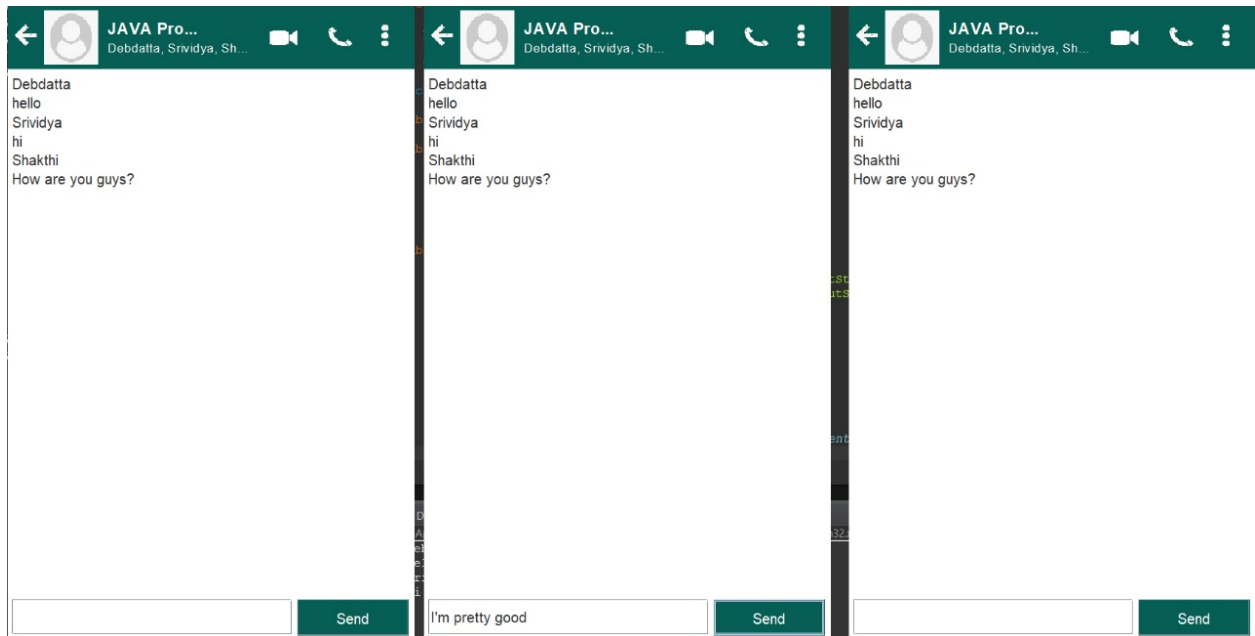 JAVA Pro...
Debdatta, Srividya, Sh...
Debdatta
hello
Srividya
hi
Shakthi
How are you guys?
Send
JAVA Pro...
Debdatta, Srividya, Sh...
Debdatta
hello
Srividya
hi
Shakthi
How are you guys?
I'm pretty good
Send
JAVA Pro...
Debdatta, Srividya, Sh...
Debdatta
hello
Srividya
hi
Shakthi
How are you guys?
Send